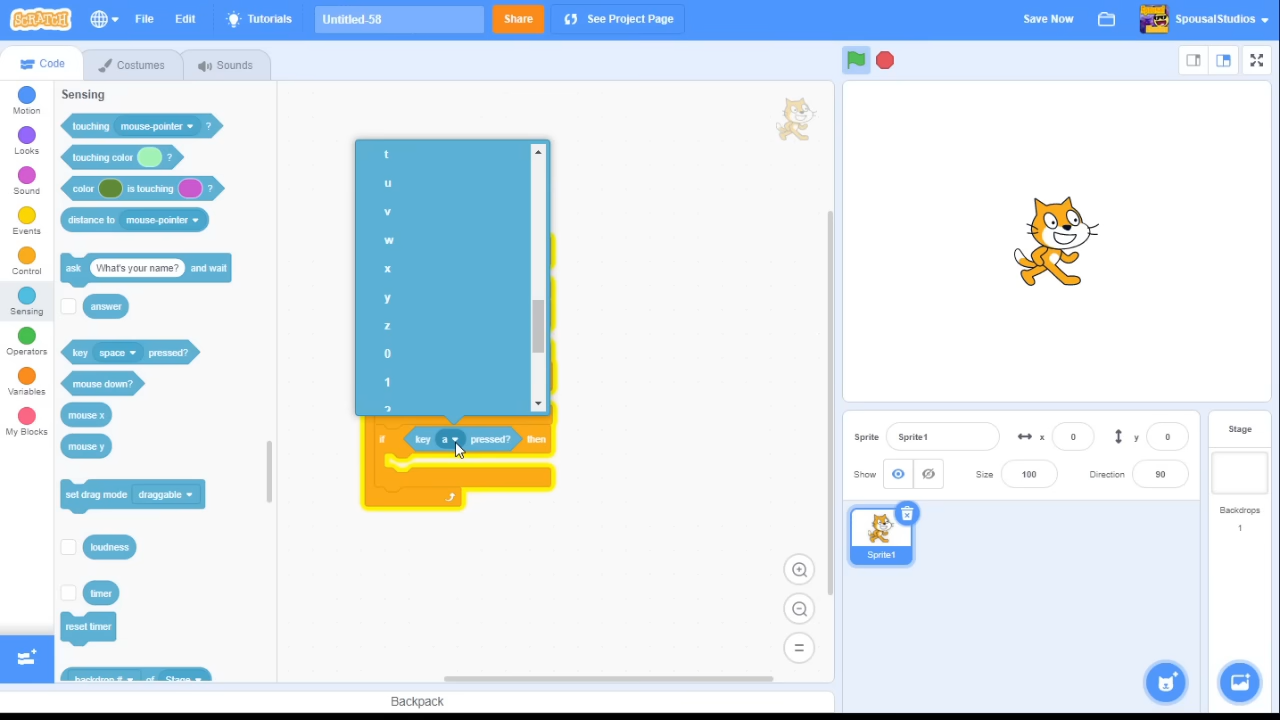 SCRATCH
File
Edit
Tutorials
Untitled-58
Share
See Project Page
Save Now
SpousalStudios
Code
Costumes
Sounds
Motion
Looks
Sound
Events
Control
Sensing
Operators
Variables
My Blocks
Sensing
touching mouse-pointer ?
touching color ?
color is touching ?
distance to mouse-pointer
ask What's your name? and wait
answer
key space pressed?
mouse down?
mouse x
mouse y
set drag mode draggable
loudness
timer
reset timer
backdrop # of Stage
t
u
v
w
x
y
z
0
1
2
if key a pressed? then
Sprite Sprite1
x 0
y 0
Show
Size 100
Direction 90
Sprite1
Stage
Backdrops
1
Backpack